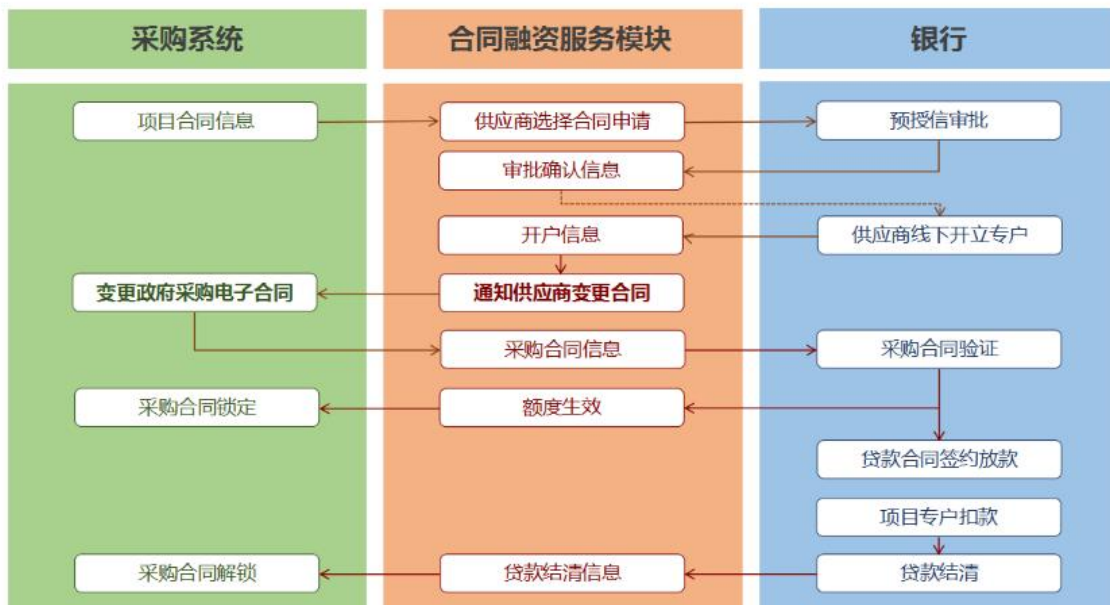 采购系统
合同融资服务模块
银行
项目合同信息
供应商选择合同申请
预授信审批
审批确认信息
开户信息
供应商线下开立专户
变更政府采购电子合同
通知供应商变更合同
采购合同信息
采购合同验证
采购合同锁定
额度生效
贷款合同签约放款
项目专户扣款
采购合同解锁
贷款结清信息
贷款结清